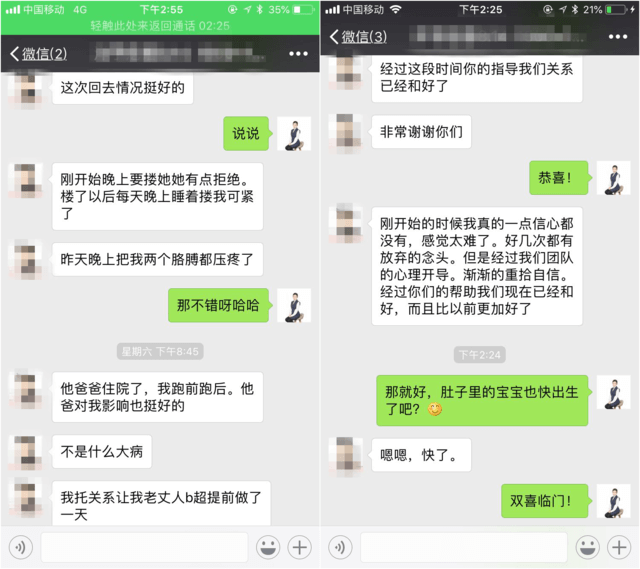 中国移动 4G 下午2:55 35%
轻触此处来返回通话 02:25
微信(2)
这次回去情况挺好的
说说
刚开始晚上要搂她她有点拒绝。
楼了以后每天晚上睡着搂我可紧
了
昨天晚上把我两个胳膊都压疼了
那不错呀哈哈
星期六 下午8:45
他爸爸住院了，我跑前跑后。他
爸对我影响也挺好的
不是什么大病
我托关系让我老丈人b超提前做了
一天
中国移动 下午2:25 21%
微信(3)
经过这段时间你的指导我们关系
已经和好了
非常谢谢你们
恭喜！
刚开始的时候我真的一点信心都
没有，感觉太难了。好几次都有
放弃的念头。但是经过我们团队
的心理开导。渐渐的重拾自信。
经过你们的帮助我们现在已经和
好，而且比以前更加好了
下午2:24
那就好，肚子里的宝宝也快出生
了吧？😊
嗯嗯，快了。
双喜临门！